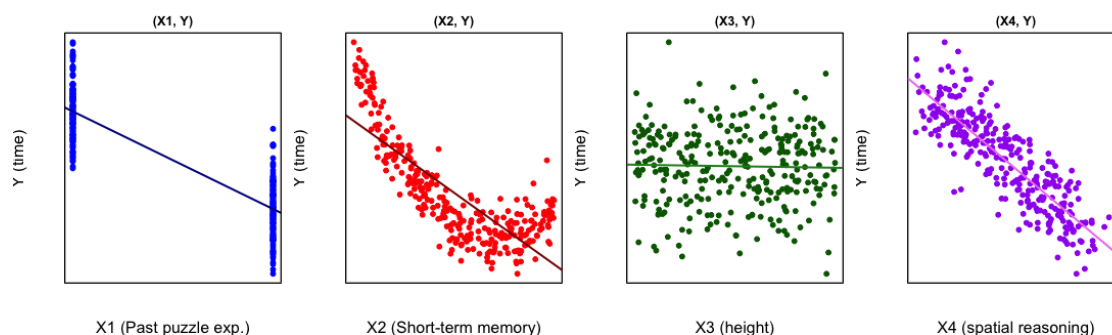 (X1, Y)
(X2, Y)
(X3, Y)
(X4, Y)
Y (time)
Y (time)
Y (time)
Y (time)
X1 (Past puzzle exp.)
X2 (Short-term memory)
X3 (height)
X4 (spatial reasoning)